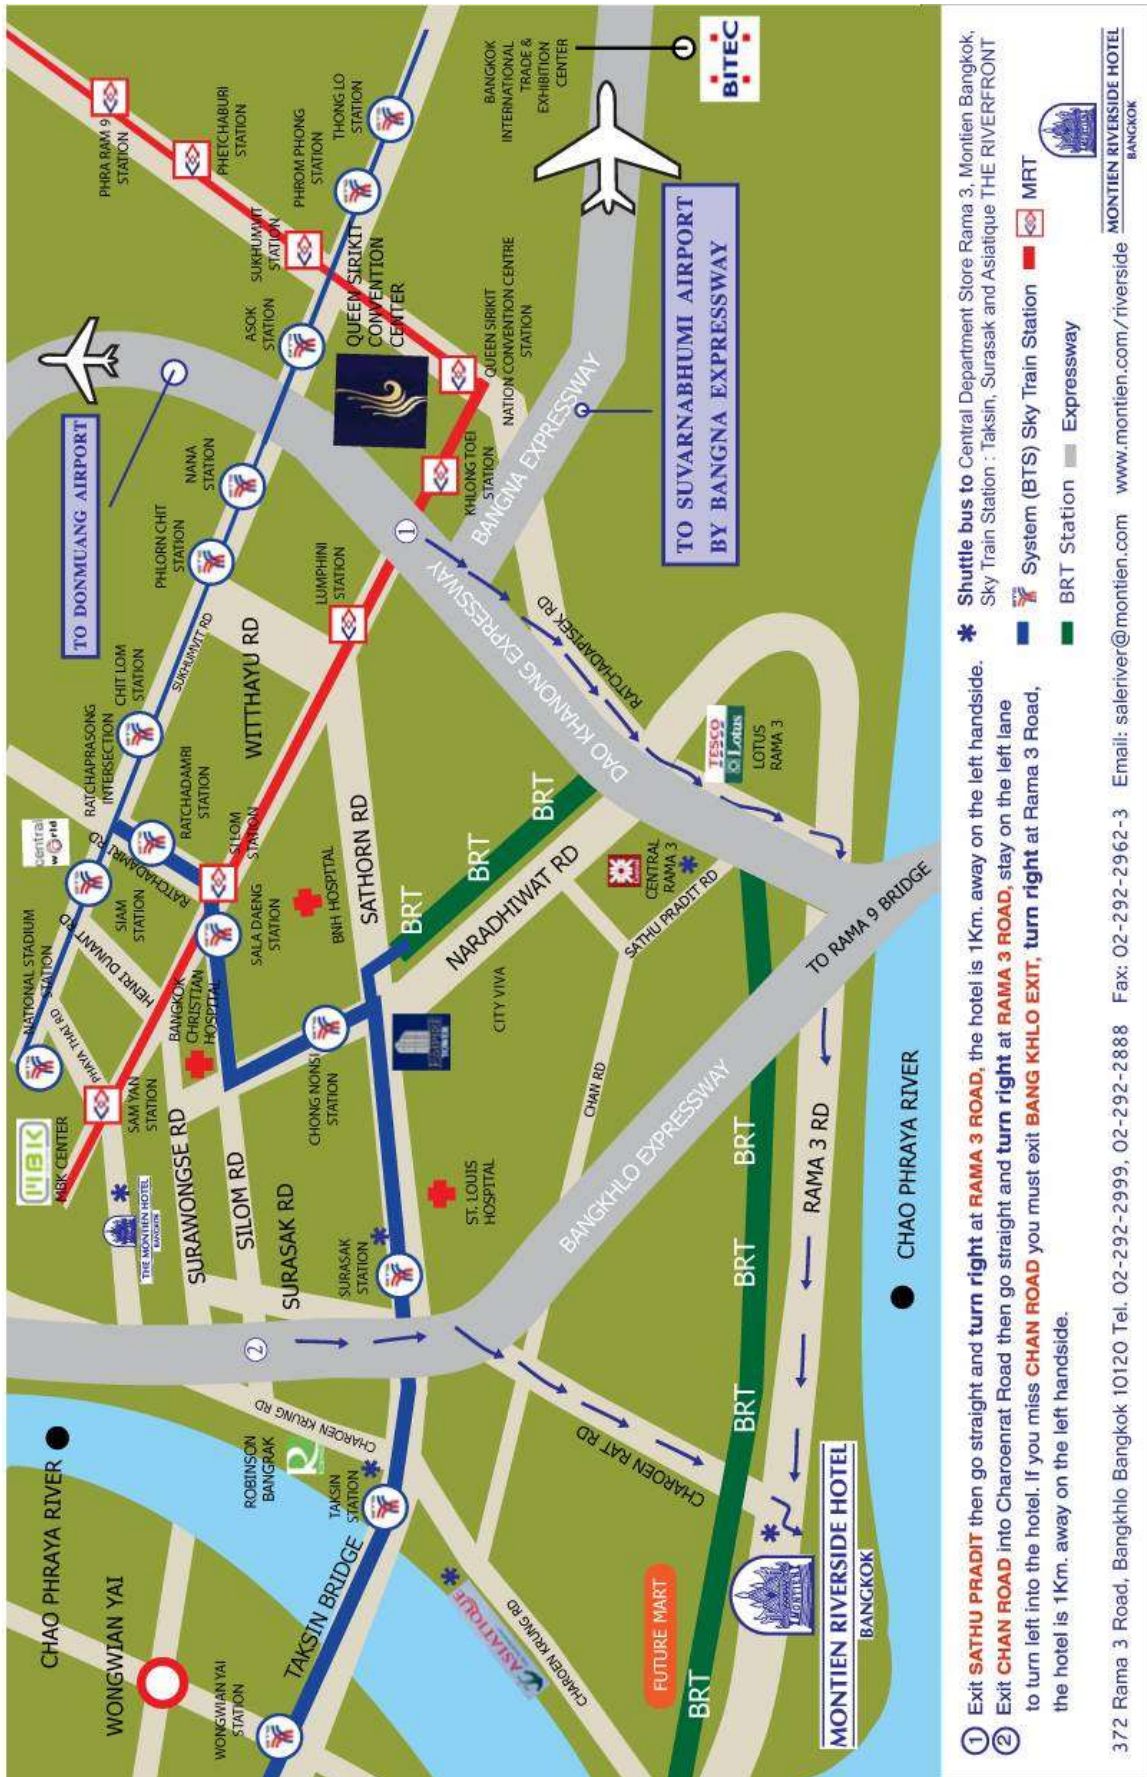 CHAO PHRAYA RIVER
WONGWIAN YAI
WONGWIAN YAI
STATION
TAKSIN BRIDGE
ROBINSON
BANGRAK
TAKSIN
STATION
CHAROEN KRUNG RD
ASIATIQUE
CHAROEN KRUNG RD
FUTURE MART
BRT
MONTIEN RIVERSIDE HOTEL
BANGKOK
MBK
MBK CENTER
THE MONTIEN HOTEL
BANGKOK
SURAWONGSE RD
SILOM RD
SURASAK RD
SURASAK
STATION
2
CHAROEN RAT RD
BRT
BRT
BRT
RAMA 3 RD
CHAO PHRAYA RIVER
NATIONAL STADIUM
STATION
PHAYA THAI RD
SAM YAN
STATION
HENRI DUNANT RD
BANGKOK
CHRISTIAN
HOSPITAL
CHONG NONSI
STATION
ST. LOUIS
HOSPITAL
CITY VIVA
CHAN RD
BANGKHLO EXPRESSWAY
TO RAMA 9 BRIDGE
central
world
SIAM
STATION
RATCHADAMRI RD
RATCHAPRASONG
INTERSECTION
RATCHADAMRI
STATION
CHIT LOM
STATION
SILOM
STATION
SALA DAENG
STATION
BNH HOSPITAL
SATHORN RD
BRT
BRT
BRT
NARADHIWAT RD
CENTRAL
RAMA 3
SATHU PRADIT RD
TESCO
Lotus
LOTUS
RAMA 3
WITTHAYU RD
SUKHUMVIT RD
PHLORN CHIT
STATION
NANA
STATION
LUMPHINI
STATION
TO DONMUANG AIRPORT
1
DAO KHANONG EXPRESSWAY
RATCHADAPISEK RD
BANGNA EXPRESSWAY
KHLONG TOEI
STATION
QUEEN SIRIKIT
NATION CONVENTION CENTRE
STATION
QUEEN SIRIKIT
CONVENTION
CENTER
ASOK
STATION
SUKHUMVIT
STATION
PHETCHABURI
STATION
PHRA RAM 9
STATION
PHROM PHONG
STATION
THONG LO
STATION
TO SUVARNABHUMI AIRPORT
BY BANGNA EXPRESSWAY
BANGKOK
INTERNATIONAL
TRADE &
EXHIBITION
CENTER
BITEC
1 Exit SATHU PRADIT then go straight and turn right at RAMA 3 ROAD, the hotel is 1Km. away on the left handside.
2 Exit CHAN ROAD into Charoenrat Road then go straight and turn right at RAMA 3 ROAD, stay on the left lane
to turn left into the hotel. If you miss CHAN ROAD you must exit BANG KHLO EXIT, turn right at Rama 3 Road,
the hotel is 1Km. away on the left handside.
* Shuttle bus to Central Department Store Rama 3, Montien Bangkok,
Sky Train Station : Taksin, Surasak and Asiatique THE RIVERFRONT
System (BTS) Sky Train Station MRT
BRT Station Expressway
MONTIEN RIVERSIDE HOTEL
BANGKOK
372 Rama 3 Road, Bangkhlo Bangkok 10120 Tel. 02-292-2999, 02-292-2888 Fax: 02-292-2962-3 Email: saleriver@montien.com www.montien.com/riverside